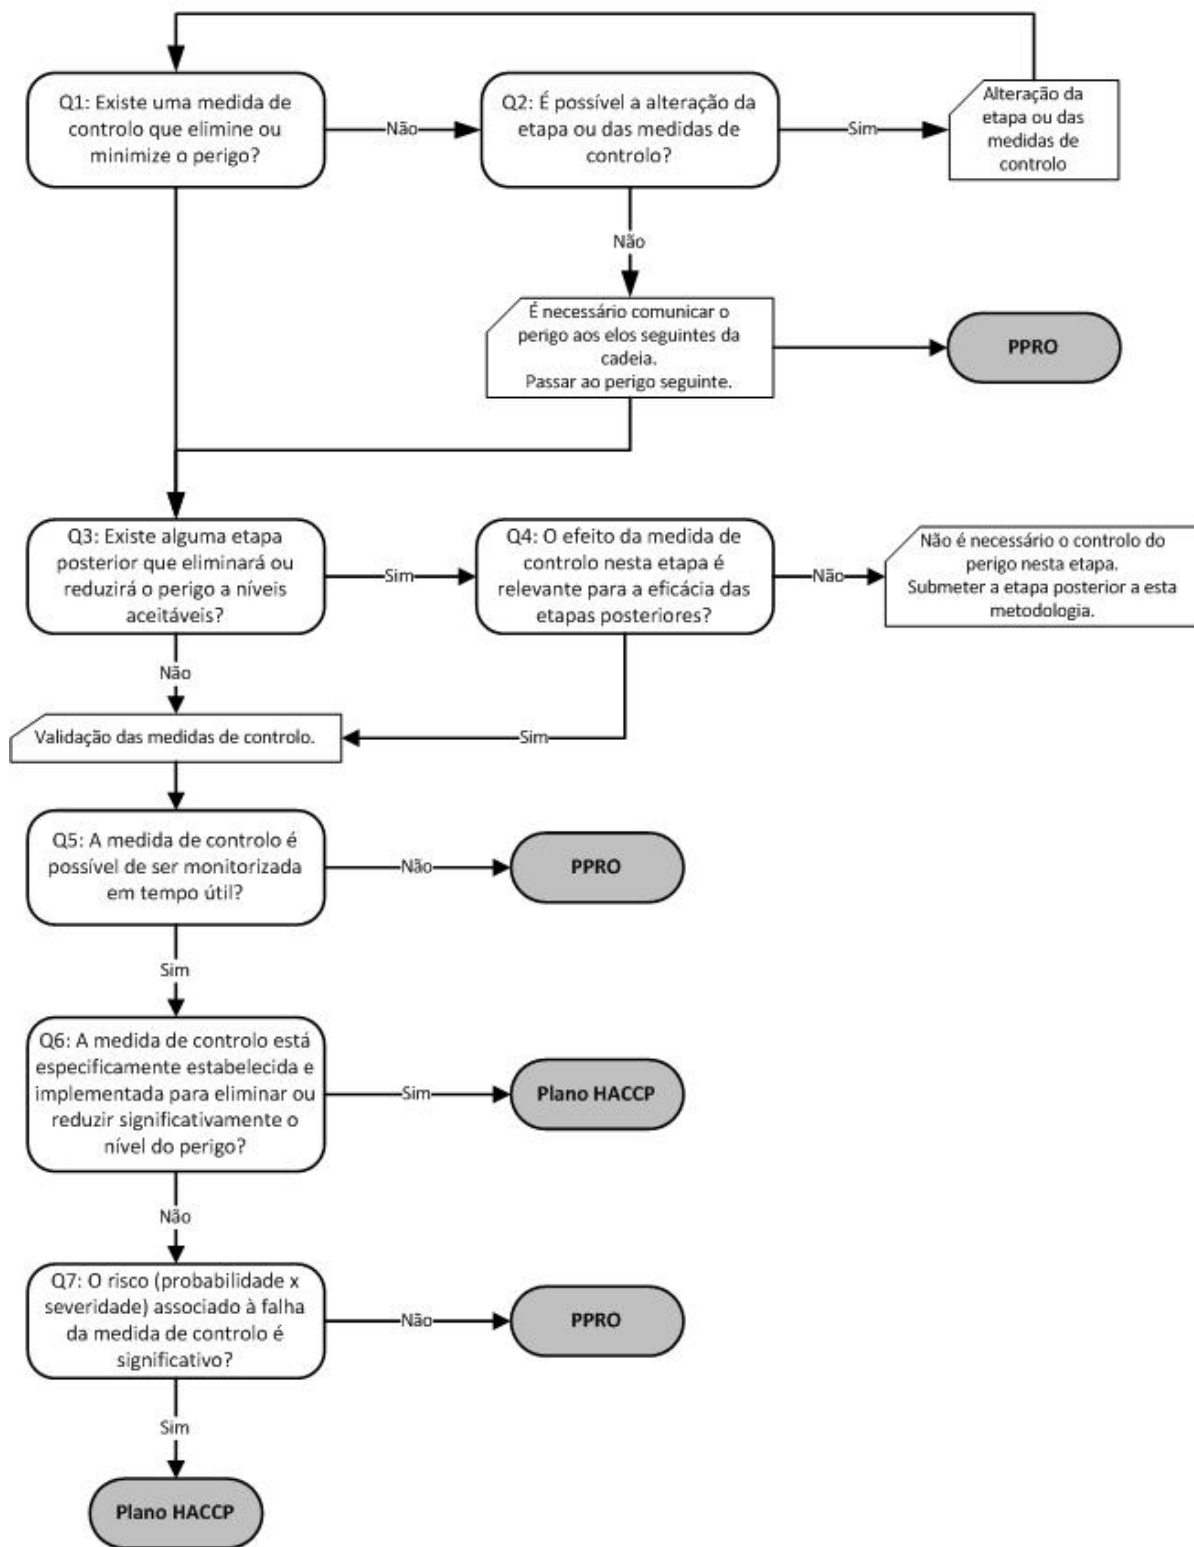 Q1: Existe uma medida de
controlo que elimine ou
minimize o perigo?
Não
Q2: É possível a alteração da
etapa ou das medidas de
controlo?
Sim
Alteração da
etapa ou das
medidas de
controlo
Não
É necessário comunicar o
perigo aos elos seguintes da
cadeia.
Passar ao perigo seguinte.
PPRO
Q3: Existe alguma etapa
posterior que eliminará ou
reduzirá o perigo a níveis
aceitáveis?
Sim
Q4: O efeito da medida de
controlo nesta etapa é
relevante para a eficácia das
etapas posteriores?
Não
Não é necessário o controlo do
perigo nesta etapa.
Submeter a etapa posterior a esta
metodologia.
Não
Validação das medidas de controlo.
Sim
Q5: A medida de controlo é
possível de ser monitorizada
em tempo útil?
Não
PPRO
Sim
Q6: A medida de controlo está
especificamente estabelecida e
implementada para eliminar ou
reduzir significativamente o
nível do perigo?
Sim
Plano HACCP
Não
Q7: O risco (probabilidade x
severidade) associado à falha
da medida de controlo é
significativo?
Não
PPRO
Sim
Plano HACCP